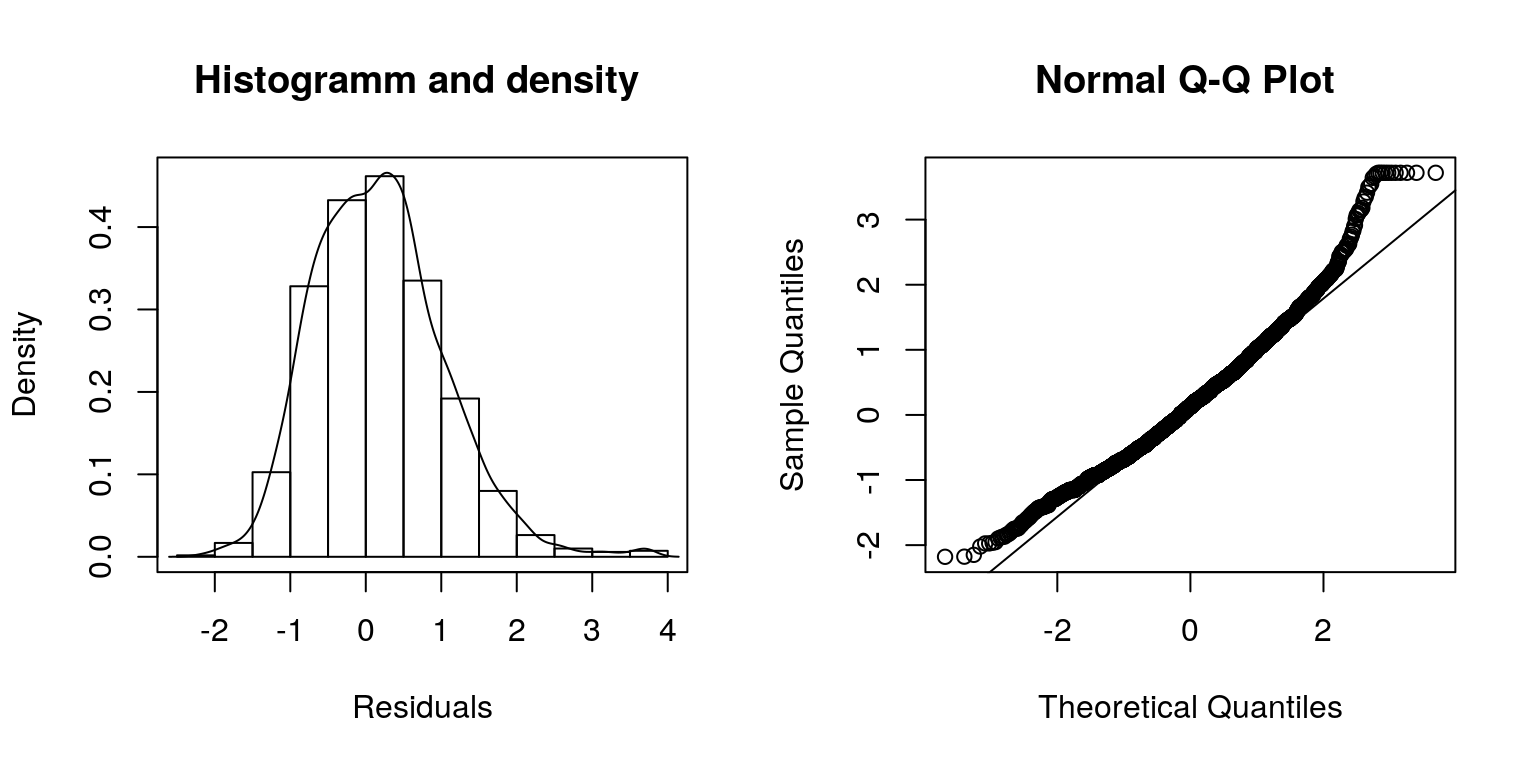 Histogramm and density
Density
0.0 0.1 0.2 0.3 0.4
-2 -1 0 1 2 3 4
Residuals
Normal Q-Q Plot
Sample Quantiles
-2 -1 0 1 2 3
-2 0 2
Theoretical Quantiles